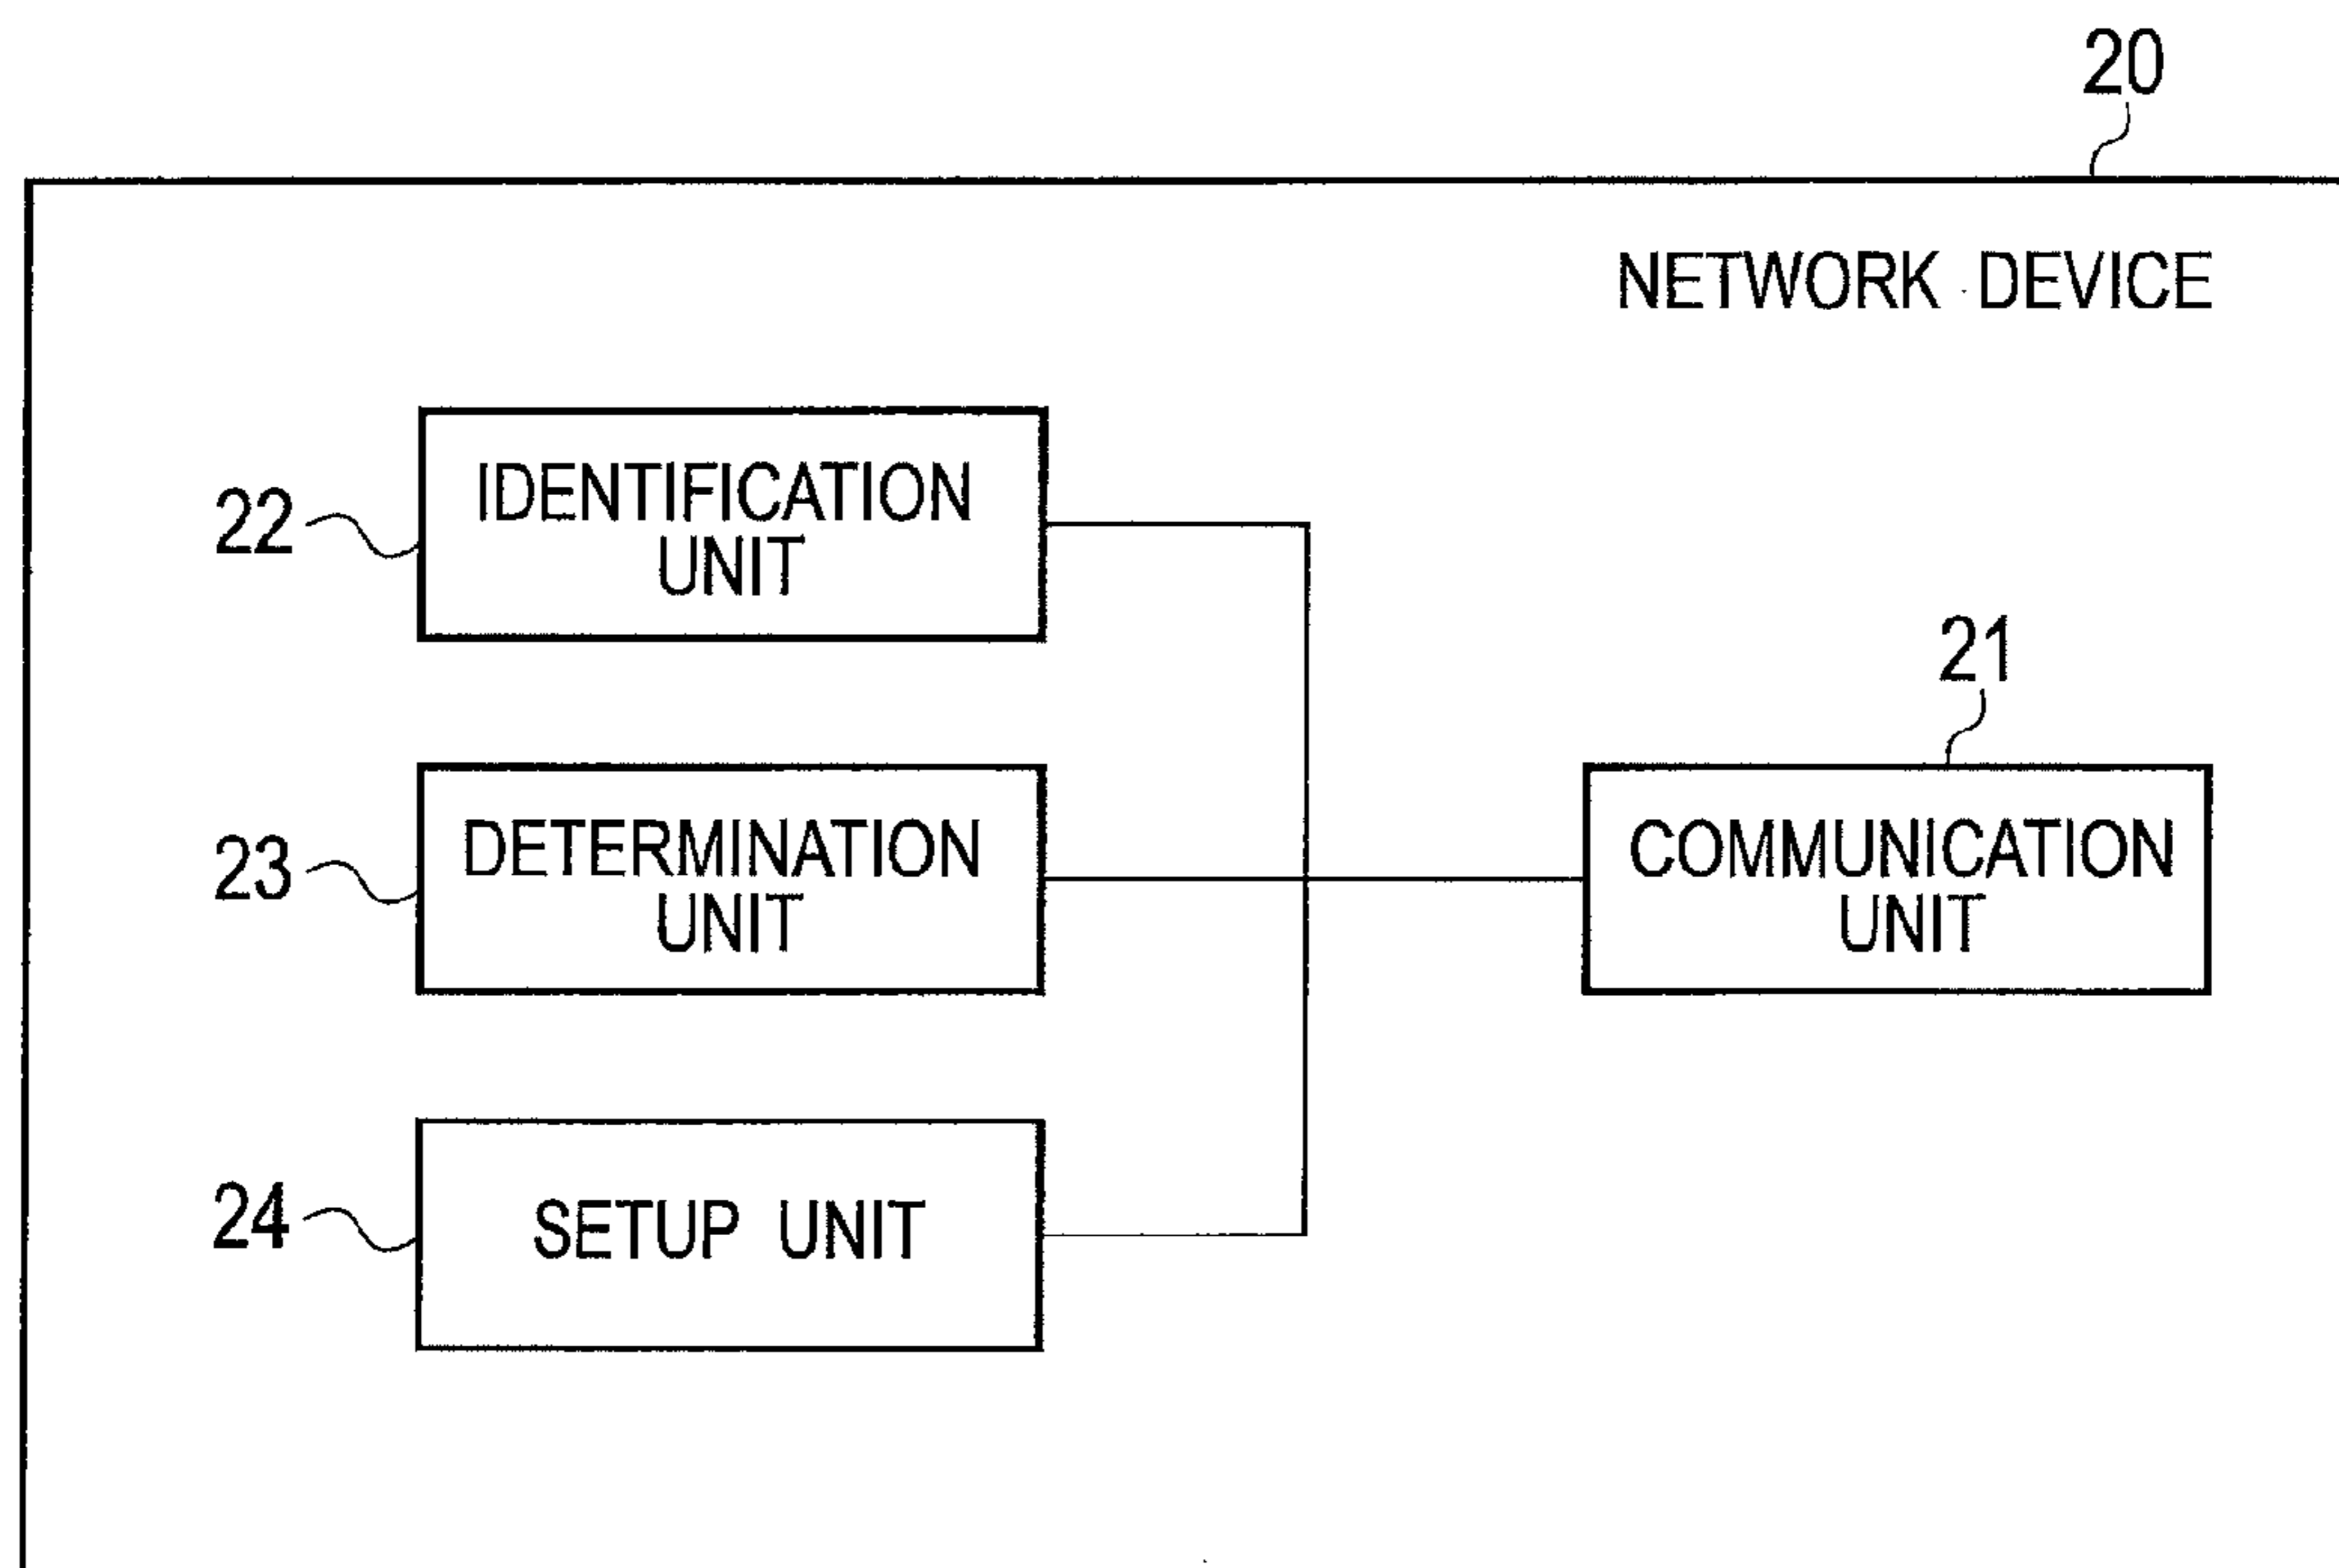 20
NETWORK DEVICE
22
IDENTIFICATION
UNIT
21
23
DETERMINATION
UNIT
COMMUNICATION
UNIT
24
SETUP UNIT